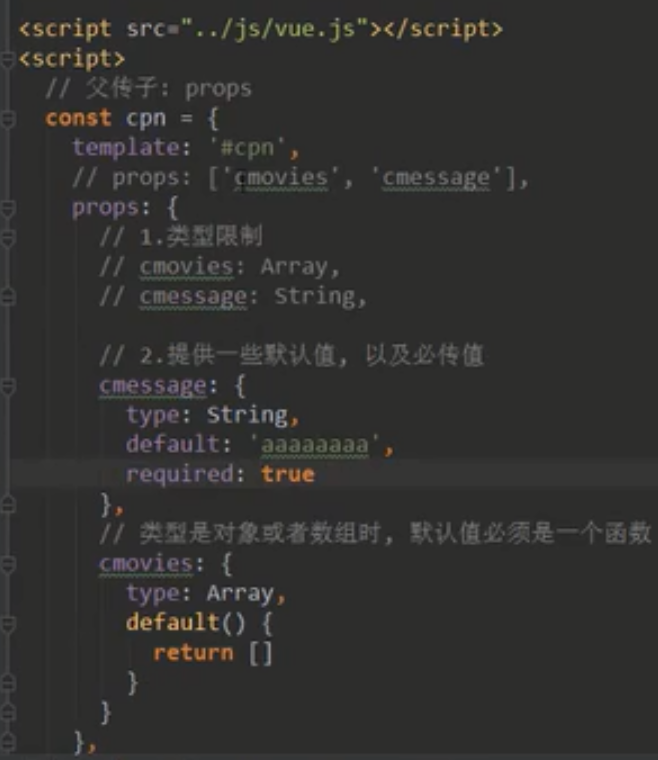 <script src="../js/vue.js"></script>
<script>
// 父传子: props
const cpn = {
template: '#cpn',
// props: ['cmovies', 'cmessage'],
props: {
// 1.类型限制
// cmovies: Array,
// cmessage: String,
// 2.提供一些默认值, 以及必传值
cmessage: {
type: String,
default: 'aaaaaaaa',
required: true
},
// 类型是对象或者数组时, 默认值必须是一个函数
cmovies: {
type: Array,
default() {
return []
}
}
},